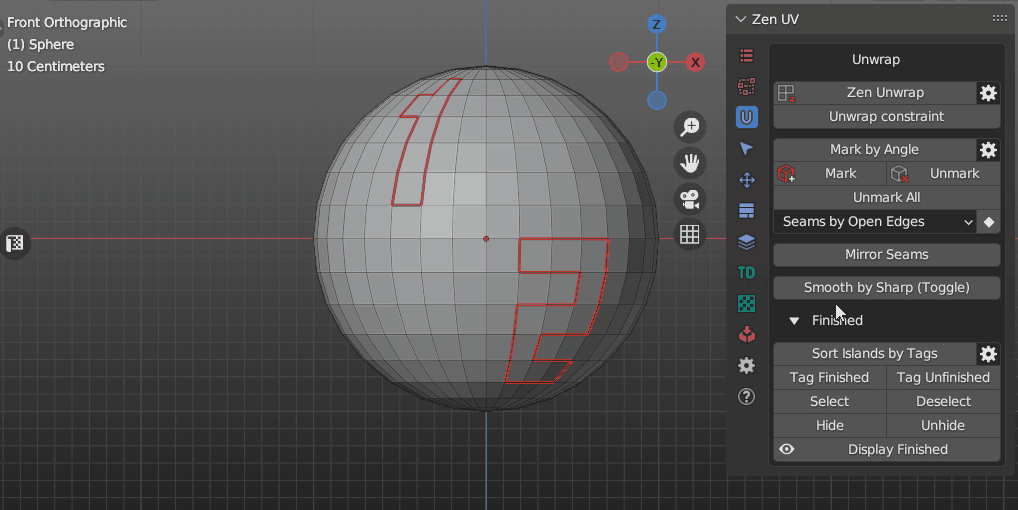 Front Orthographic
(1) Sphere
10 Centimeters
Z
-Y
X
Zen UV
Unwrap
Zen Unwrap
Unwrap constraint
Mark by Angle
Mark Unmark
Unmark All
Seams by Open Edges
Mirror Seams
Smooth by Sharp (Toggle)
TD
Finished
Sort Islands by Tags
Tag Finished Tag Unfinished
Select Deselect
Hide Unhide
Display Finished